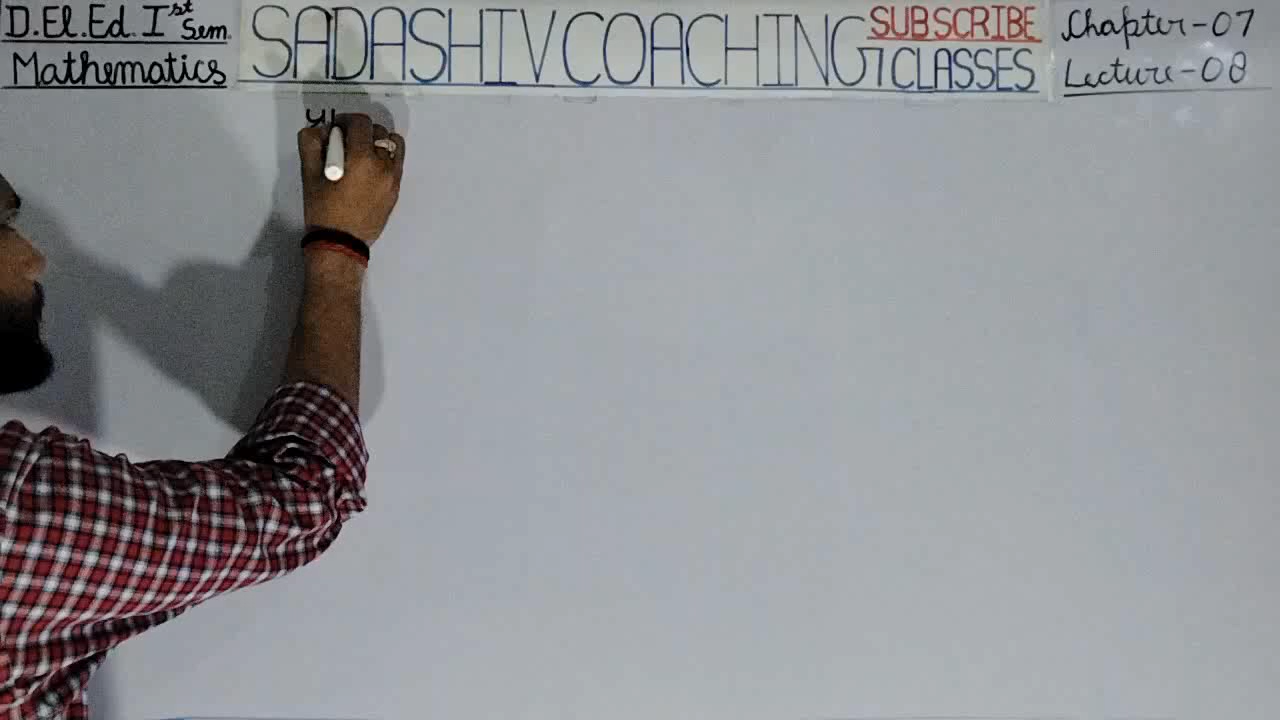 D.El.Ed. Ist Sem.
Mathematics
SADASHIV COACHING CLASSES
SUBSCRIBE
Chapter-07
Lecture-08